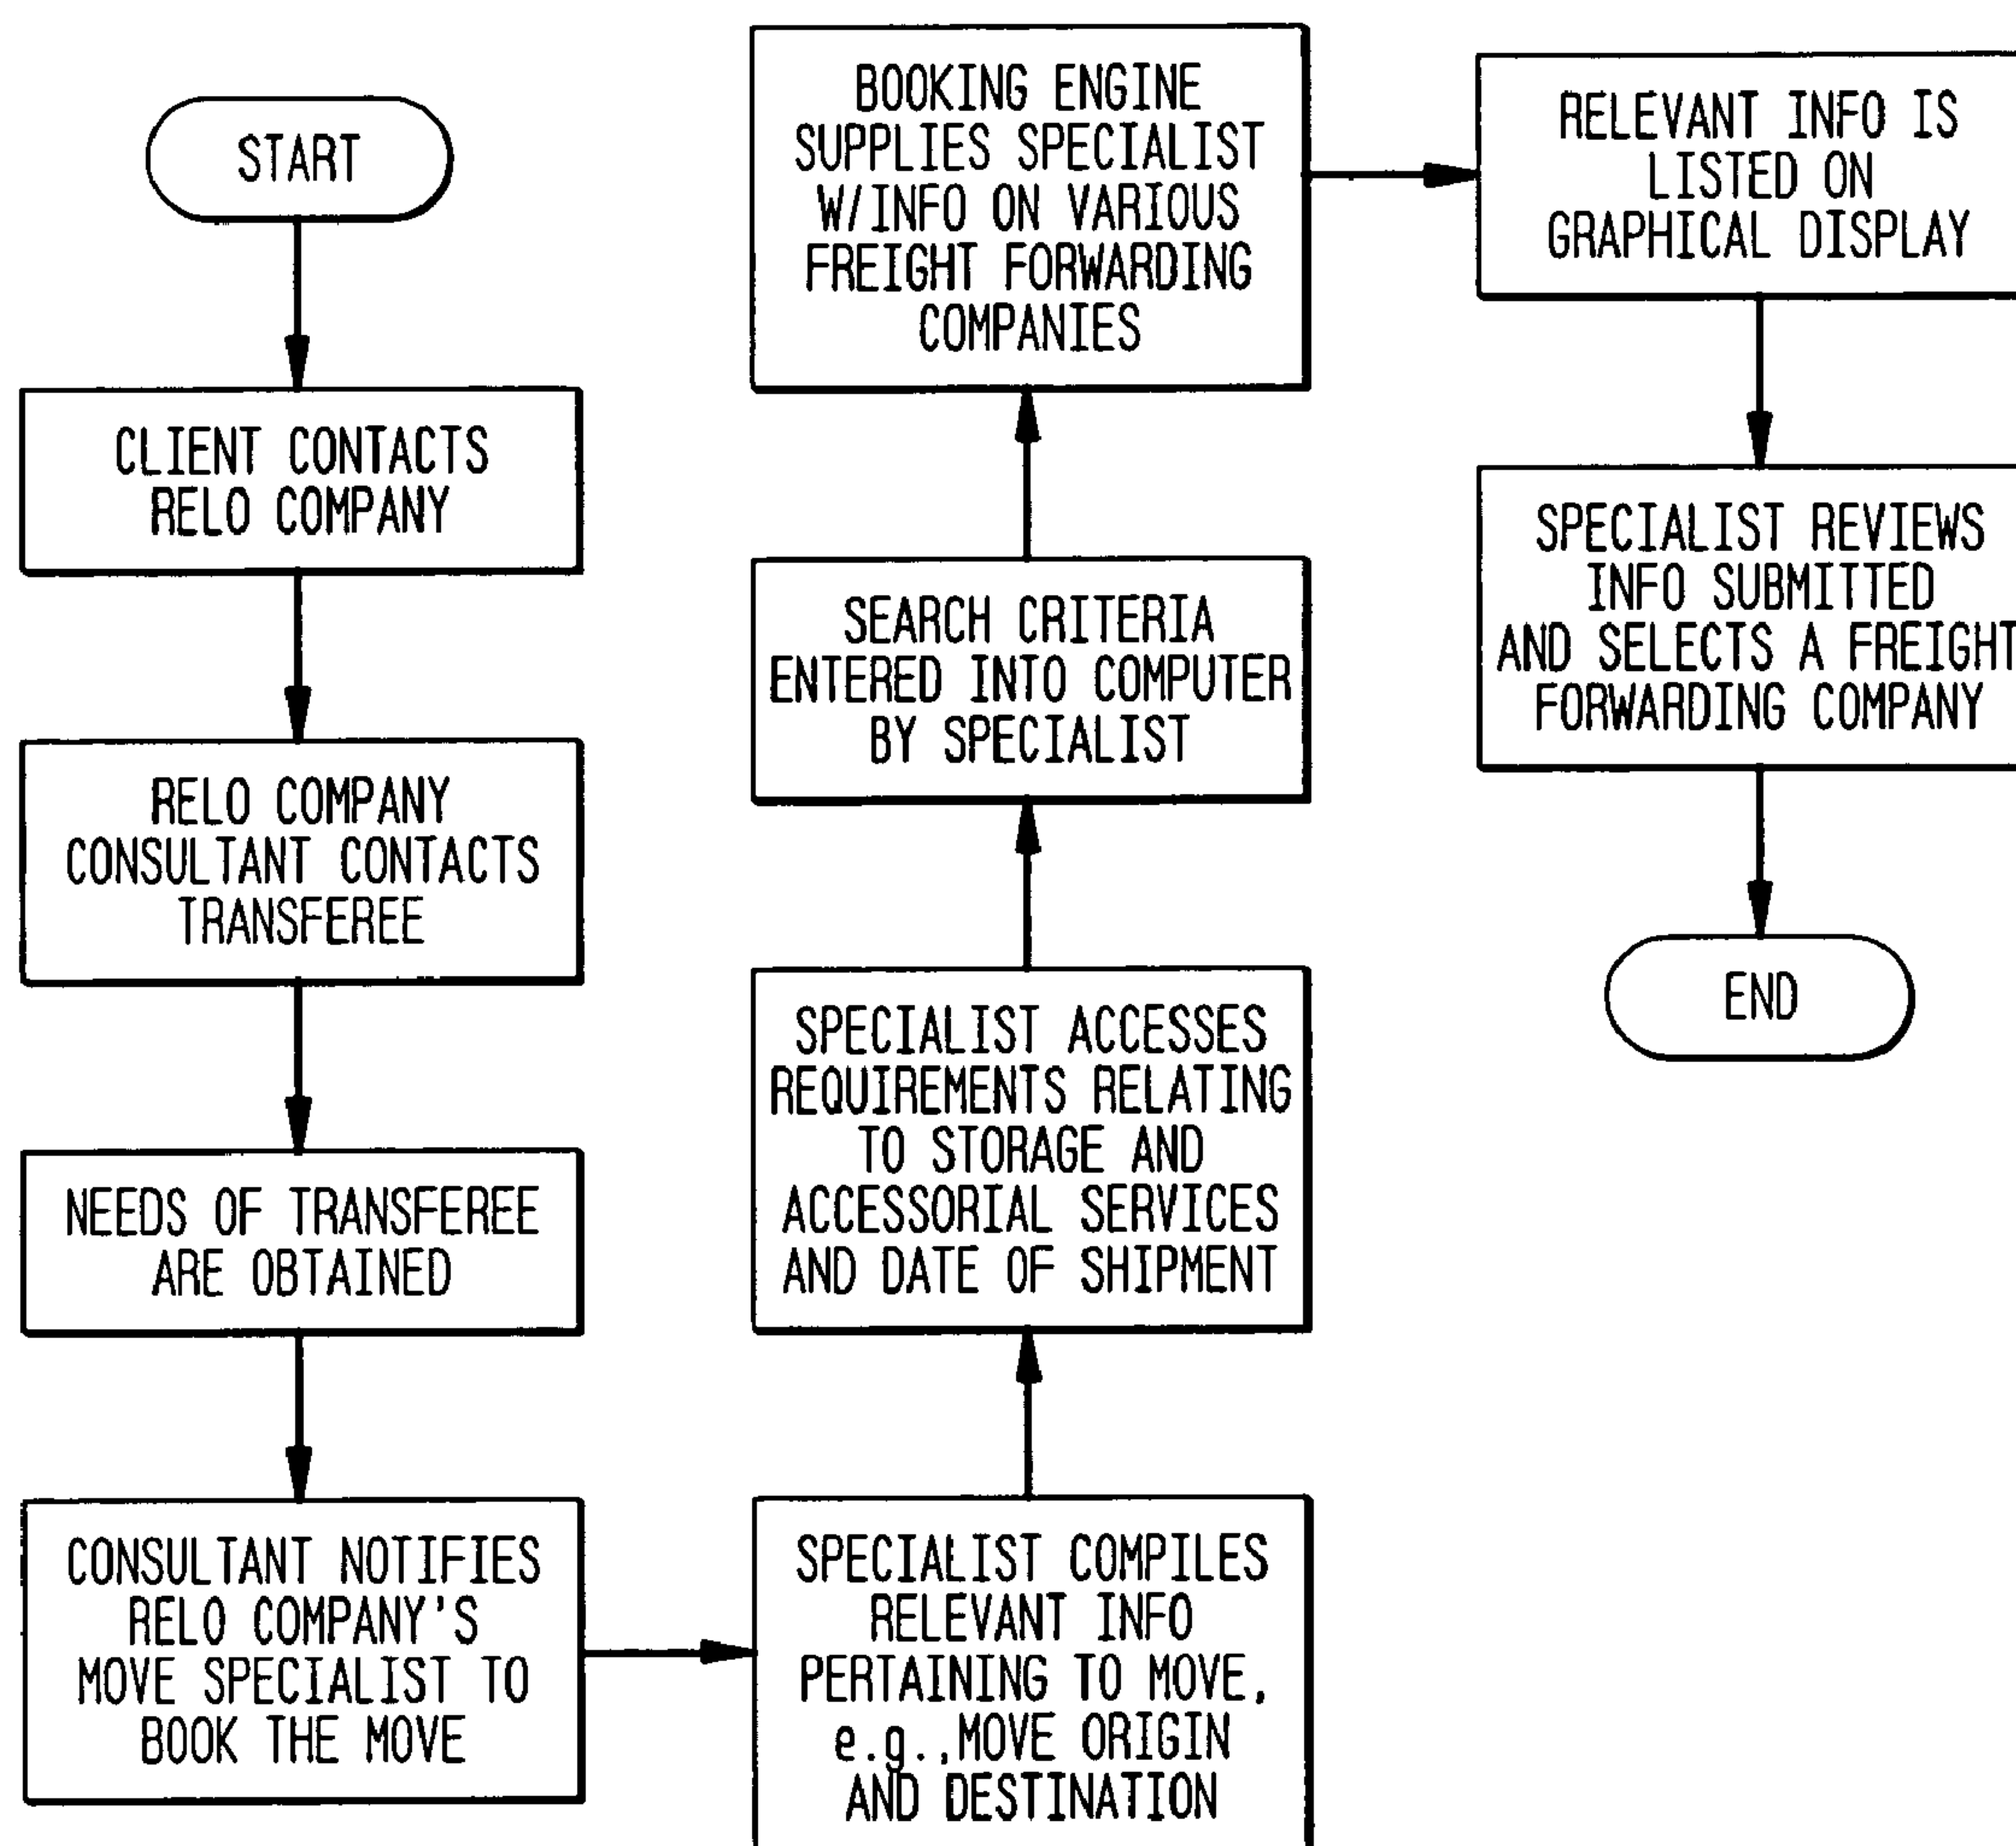 START
CLIENT CONTACTS
RELO COMPANY
RELO COMPANY
CONSULTANT CONTACTS
TRANSFEREE
NEEDS OF TRANSFEREE
ARE OBTAINED
CONSULTANT NOTIFIES
RELO COMPANY'S
MOVE SPECIALIST TO
BOOK THE MOVE
SPECIALIST COMPILES
RELEVANT INFO
PERTAINING TO MOVE,
e.g.,MOVE ORIGIN
AND DESTINATION
SPECIALIST ACCESSES
REQUIREMENTS RELATING
TO STORAGE AND
ACCESSORIAL SERVICES
AND DATE OF SHIPMENT
SEARCH CRITERIA
ENTERED INTO COMPUTER
BY SPECIALIST
BOOKING ENGINE
SUPPLIES SPECIALIST
W/INFO ON VARIOUS
FREIGHT FORWARDING
COMPANIES
RELEVANT INFO IS
LISTED ON
GRAPHICAL DISPLAY
SPECIALIST REVIEWS
INFO SUBMITTED
AND SELECTS A FREIGHT
FORWARDING COMPANY
END